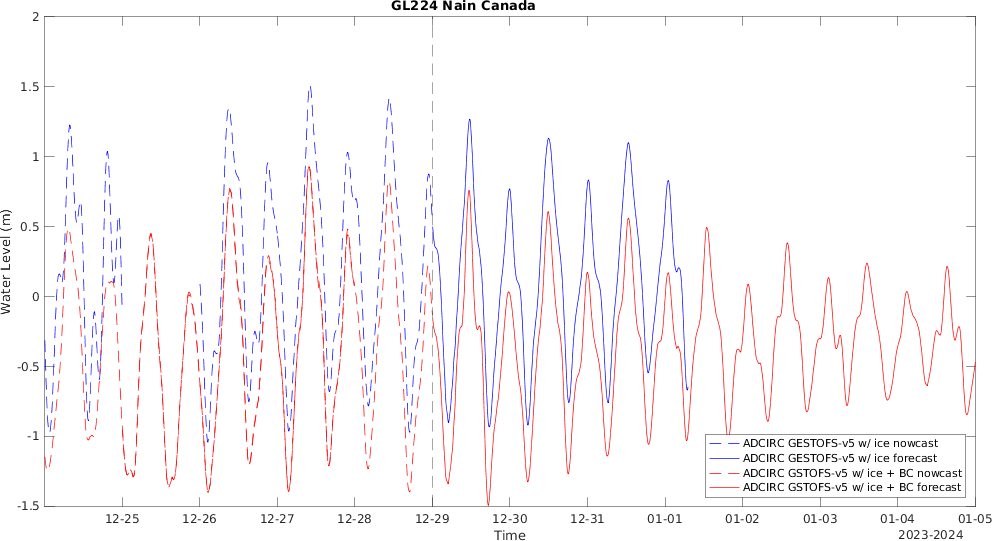 GL224 Nain Canada
2
1.5
1
0.5
0
-0.5
-1
-1.5
Water Level (m)
ADCIRC GESTOFS-v5 w/ ice nowcast
ADCIRC GESTOFS-v5 w/ ice forecast
ADCIRC GSTOFS-v5 w/ ice + BC nowcast
ADCIRC GSTOFS-v5 w/ ice + BC forecast
12-25 12-26 12-27 12-28 12-29 12-30 12-31 01-01 01-02 01-03 01-04 01-05
Time
2023-2024